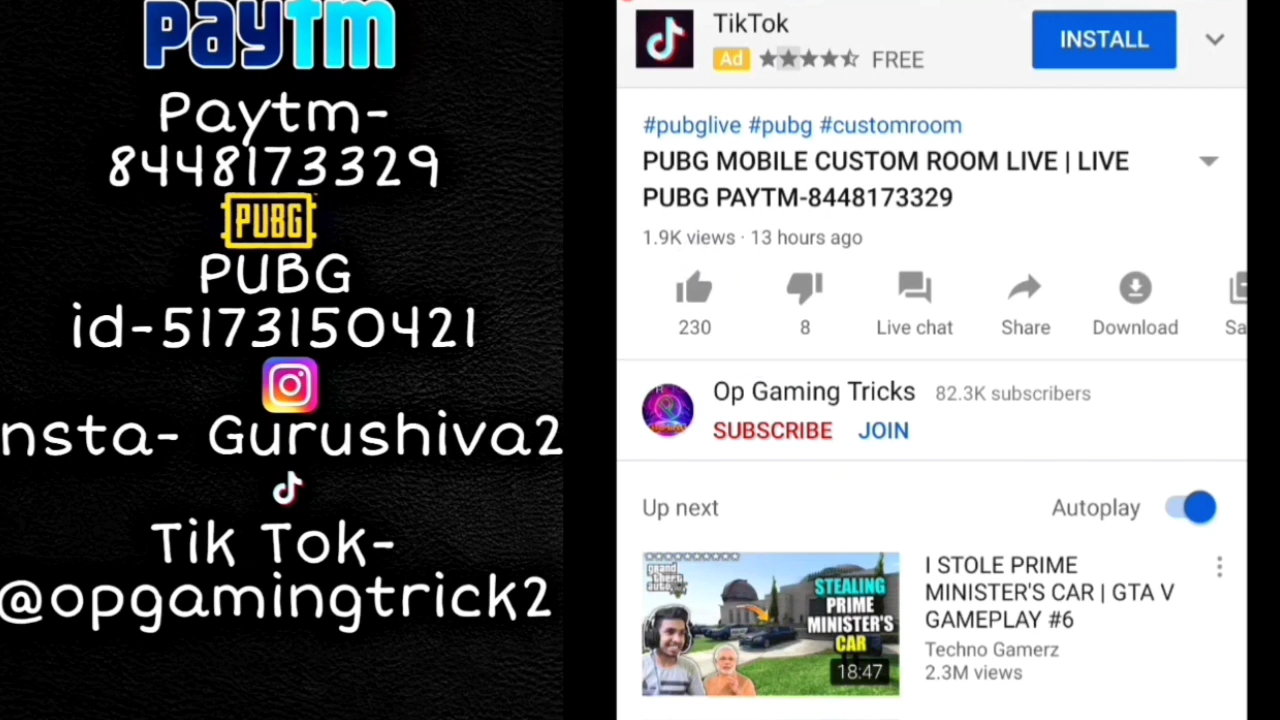 paytm
Paytm-
8448173329
PUBG
PUBG
id-5173150421
nsta- Gurushiva2
Tik Tok-
@opgamingtrick2
TikTok
Ad FREE
INSTALL
#pubglive #pubg #customroom
PUBG MOBILE CUSTOM ROOM LIVE | LIVE
PUBG PAYTM-8448173329
1.9K views · 13 hours ago
230
8
Live chat
Share
Download
Sa
Op Gaming Tricks 82.3K subscribers
SUBSCRIBE JOIN
Up next
Autoplay
grand
theft
auto
STEALING
PRIME
MINISTER'S
CAR
18:47
I STOLE PRIME
MINISTER'S CAR | GTA V
GAMEPLAY #6
Techno Gamerz
2.3M views